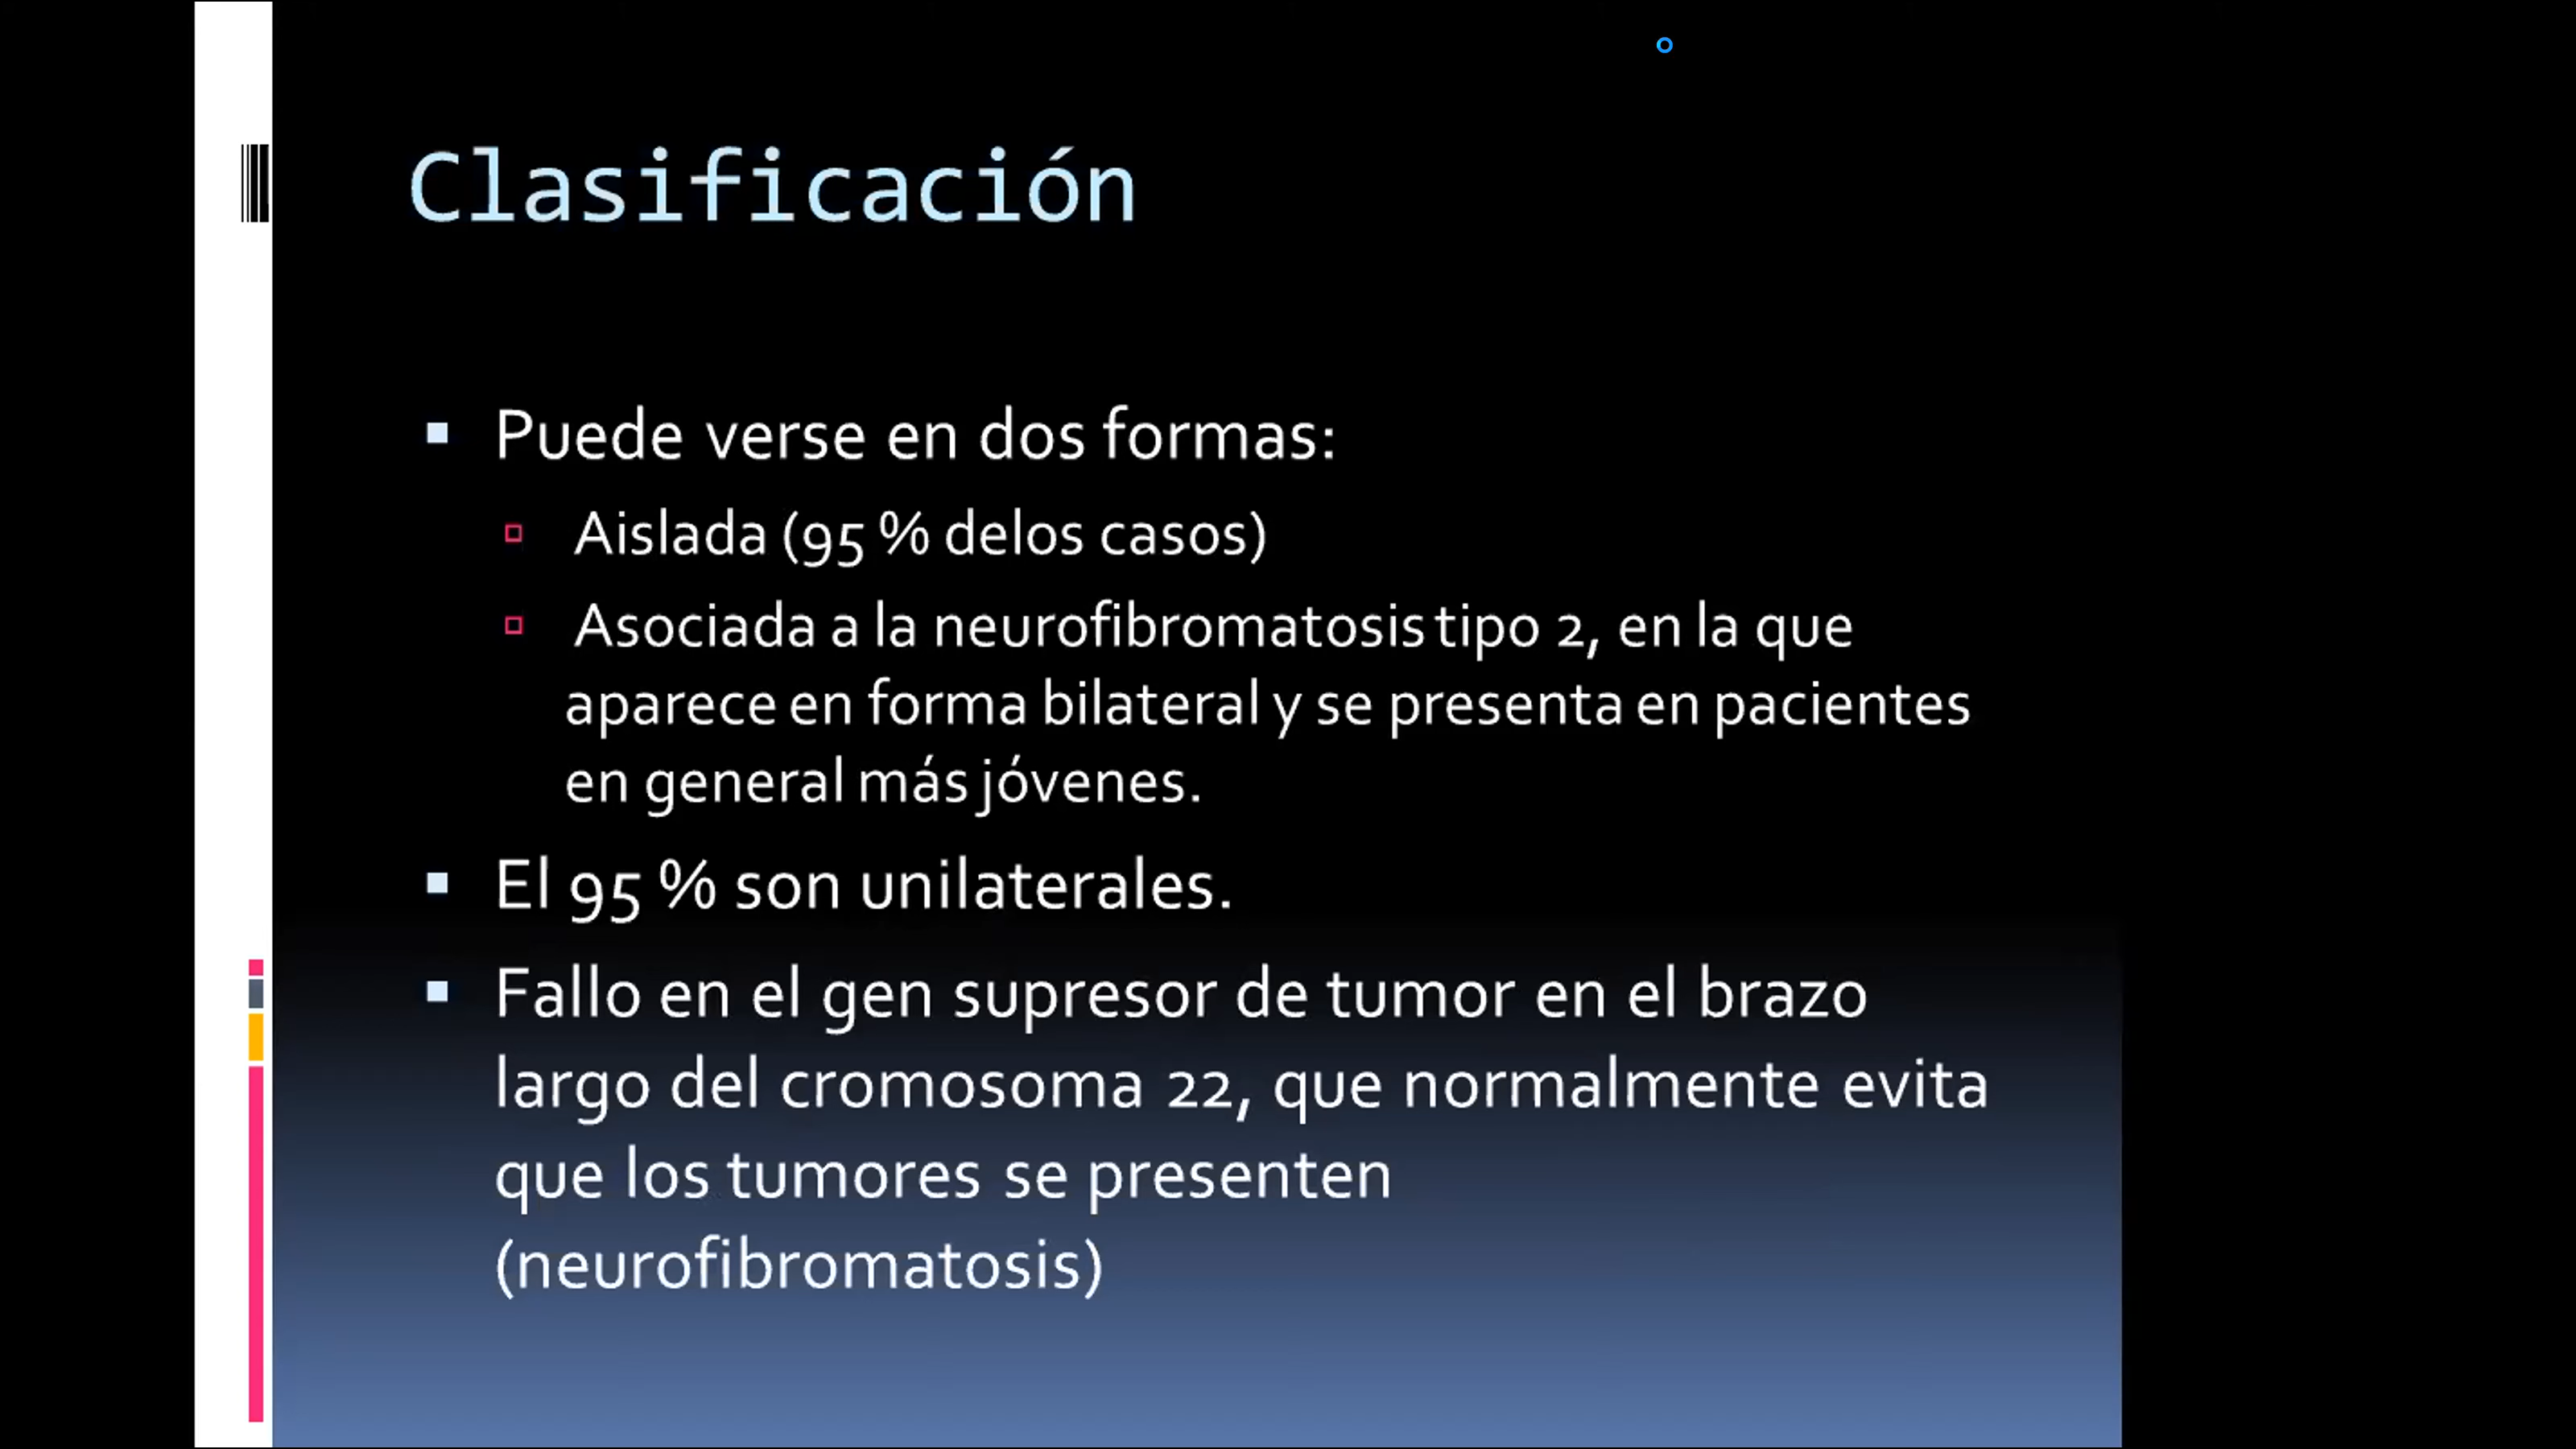 Clasificación
Puede verse en dos formas:
Aislada (95 % delos casos)
Asociada a la neurofibromatosis tipo 2, en la que
aparece en forma bilateral y se presenta en pacientes
en general más jóvenes.
El 95 % son unilaterales.
Fallo en el gen supresor de tumor en el brazo
largo del cromosoma 22, que normalmente evita
que los tumores se presenten
(neurofibromatosis)